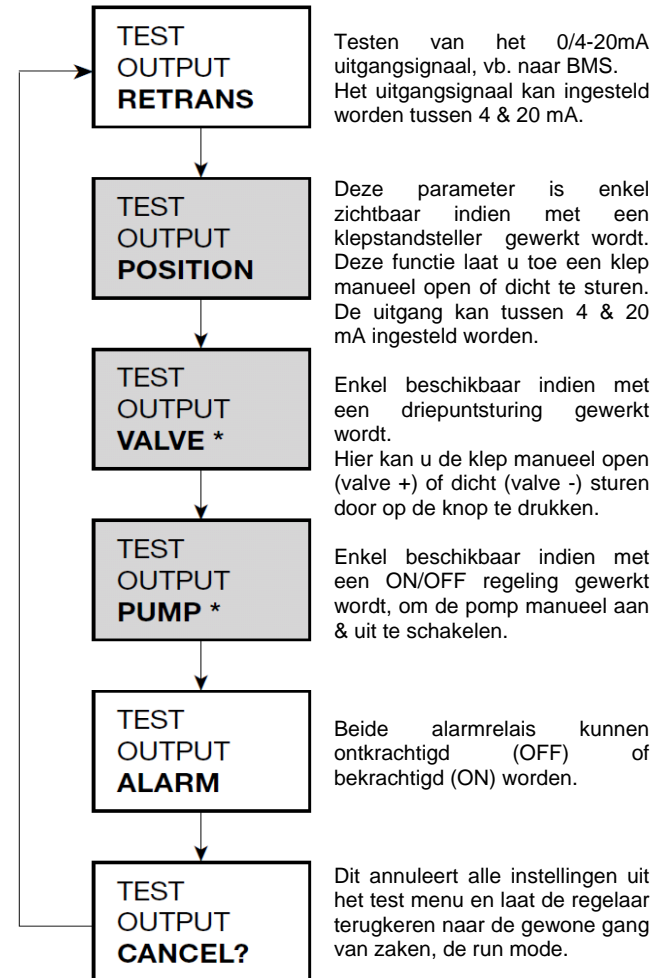 TEST
OUTPUT
RETRANS
Testen van het 0/4-20mA
uitgangsignaal, vb. naar BMS.
Het uitgangsignaal kan ingesteld
worden tussen 4 & 20 mA.
TEST
OUTPUT
POSITION
Deze parameter is enkel
zichtbaar indien met een
klepstandsteller gewerkt wordt.
Deze functie laat u toe een klep
manueel open of dicht te sturen.
De uitgang kan tussen 4 & 20
mA ingesteld worden.
TEST
OUTPUT
VALVE *
Enkel beschikbaar indien met
een driepuntsturing gewerkt
wordt.
Hier kan u de klep manueel open
(valve +) of dicht (valve -) sturen
door op de knop te drukken.
TEST
OUTPUT
PUMP *
Enkel beschikbaar indien met
een ON/OFF regeling gewerkt
wordt, om de pomp manueel aan
& uit te schakelen.
TEST
OUTPUT
ALARM
Beide alarmrelais kunnen
ontkrachtigd (OFF) of
bekrachtigd (ON) worden.
TEST
OUTPUT
CANCEL?
Dit annuleert alle instellingen uit
het test menu en laat de regelaar
terugkeren naar de gewone gang
van zaken, de run mode.